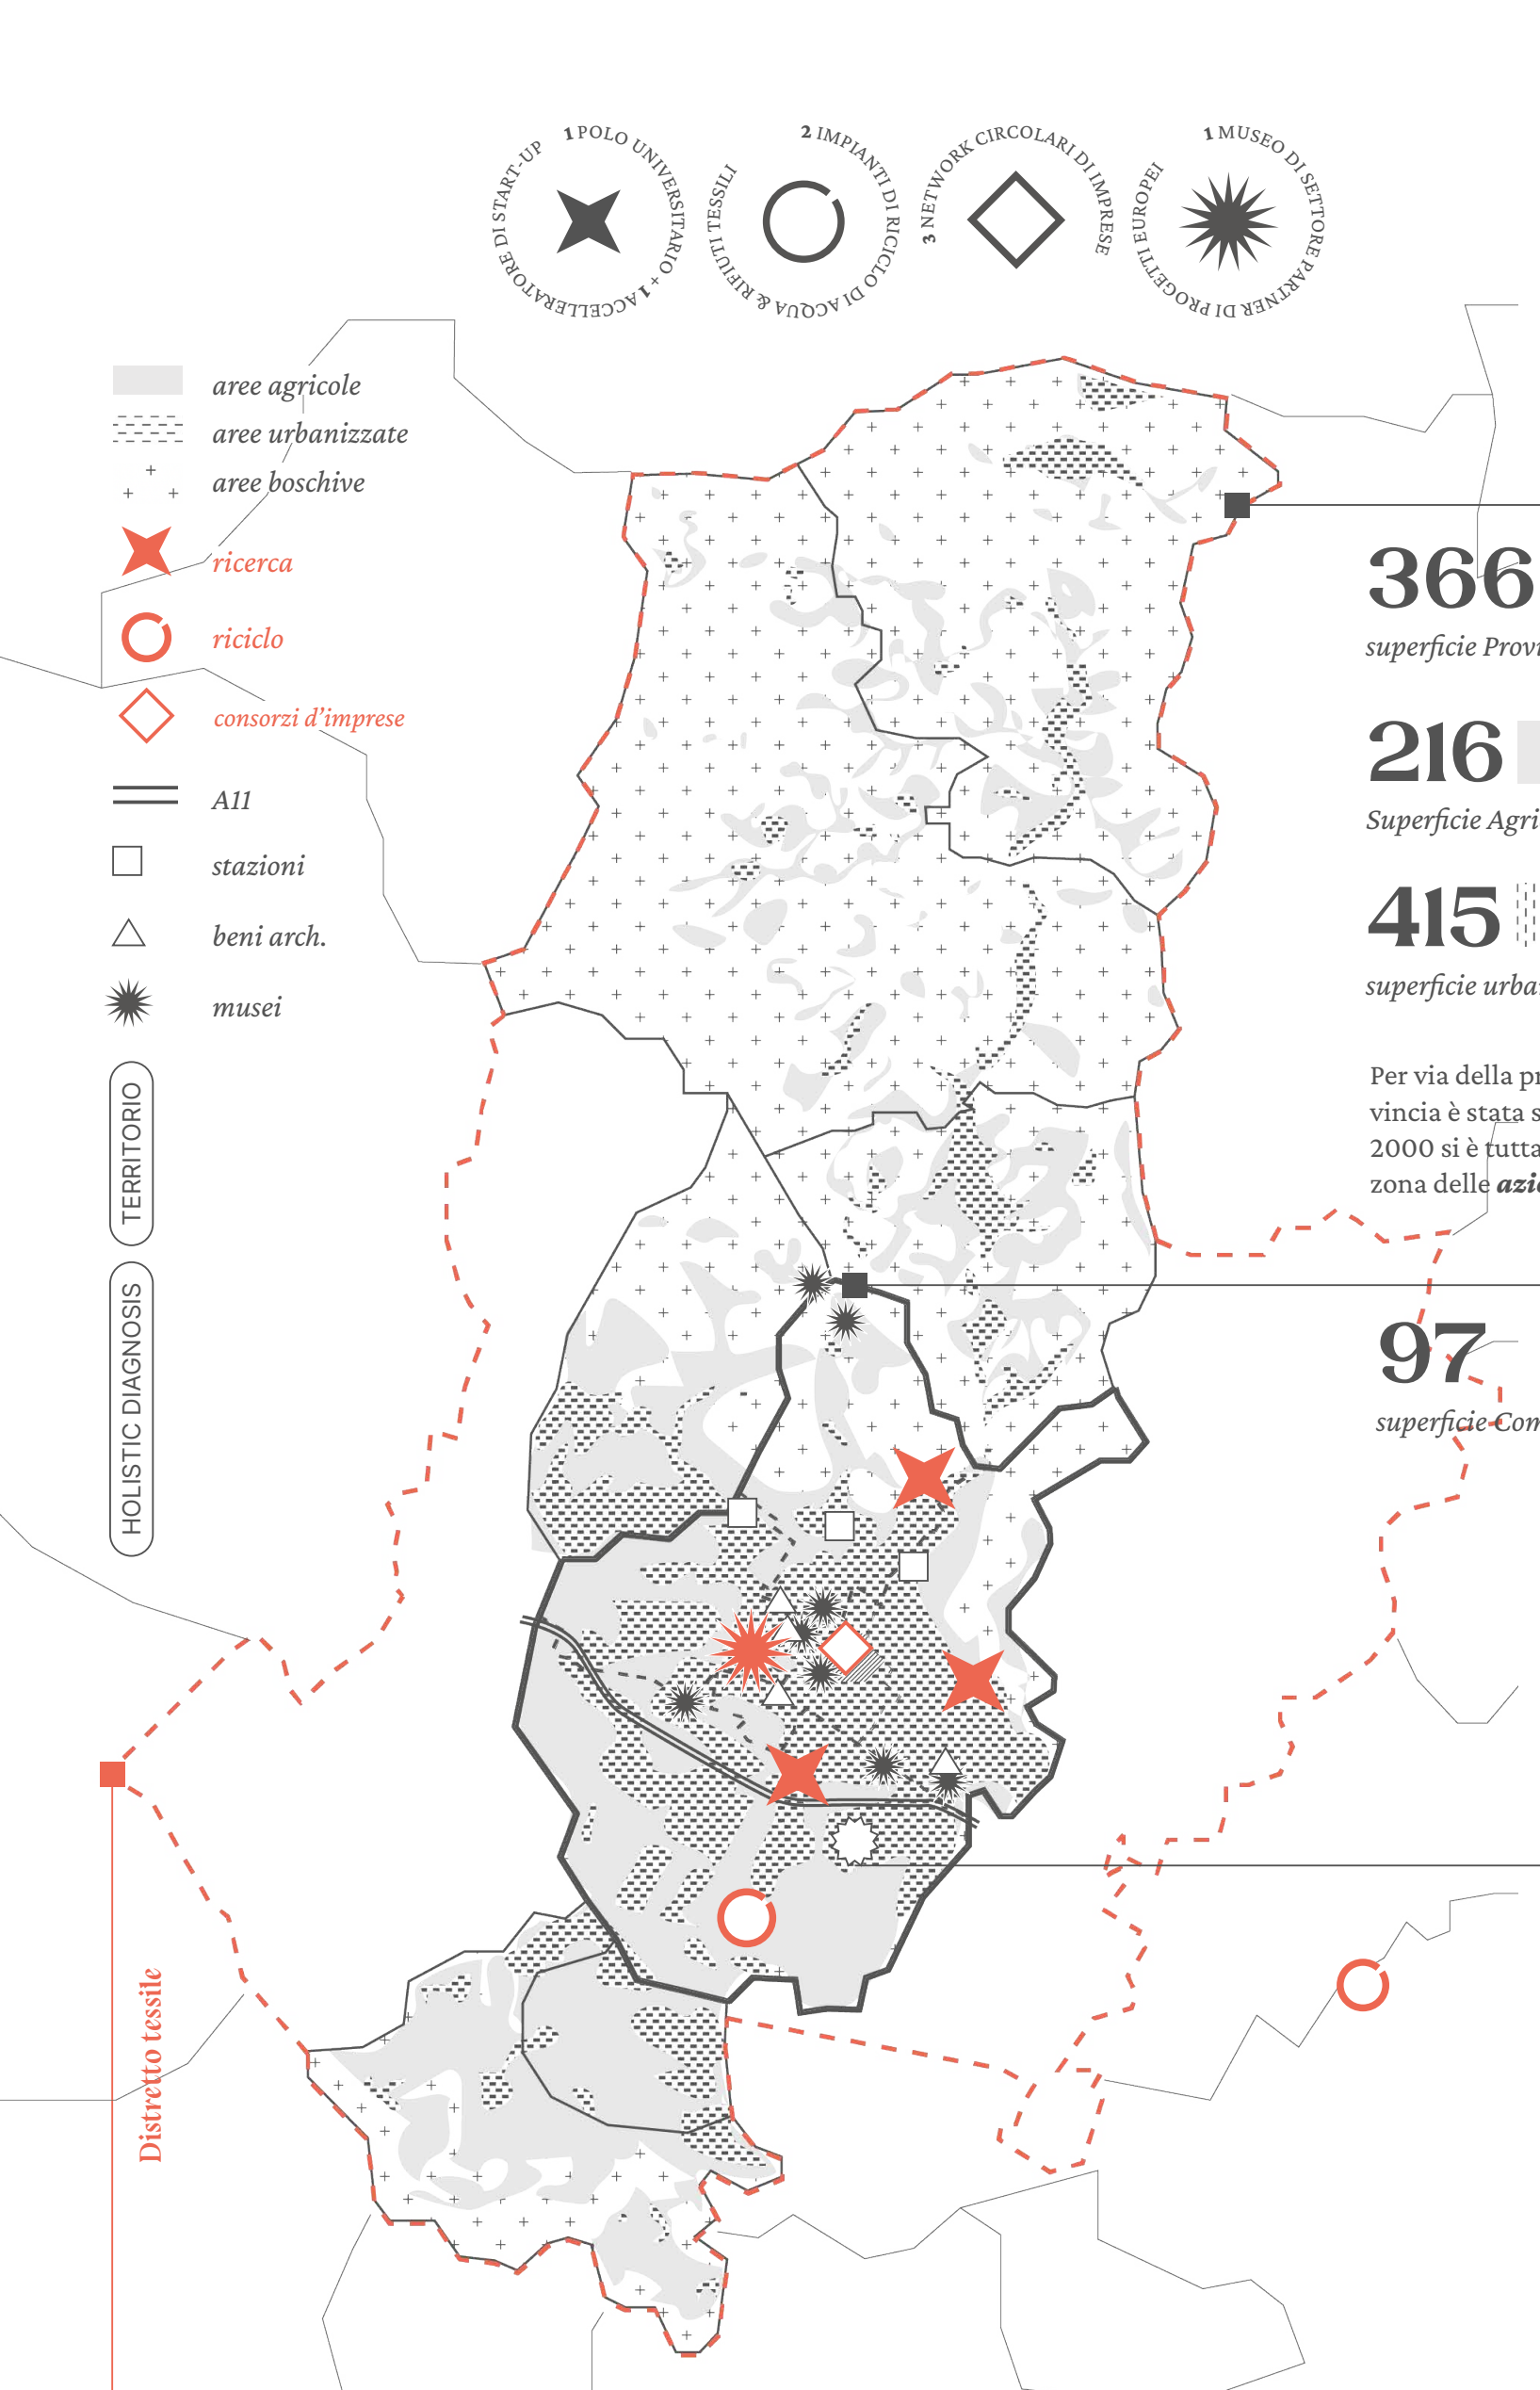 1 POLO UNIVERSITARIO + 1 ACCELLERATORE DI START-UP
2 IMPIANTI DI RICICLO DI ACQUA & RIFIUTI TESSILI
3 NETWORK CIRCOLARI DI IMPRESE
1 MUSEO DI SETTORE PARTNER DI PROGETTI EUROPEI
aree agricole
aree urbanizzate
aree boschive
ricerca
riciclo
consorzi d'imprese
A11
stazioni
beni arch.
musei
TERRITORIO
HOLISTIC DIAGNOSIS
Distretto tessile
366
superficie Prov
216
Superficie Agri
415
superficie urba
Per via della p
vincia è stata s
2000 si è tutta
zona delle azi
97
superficie Com